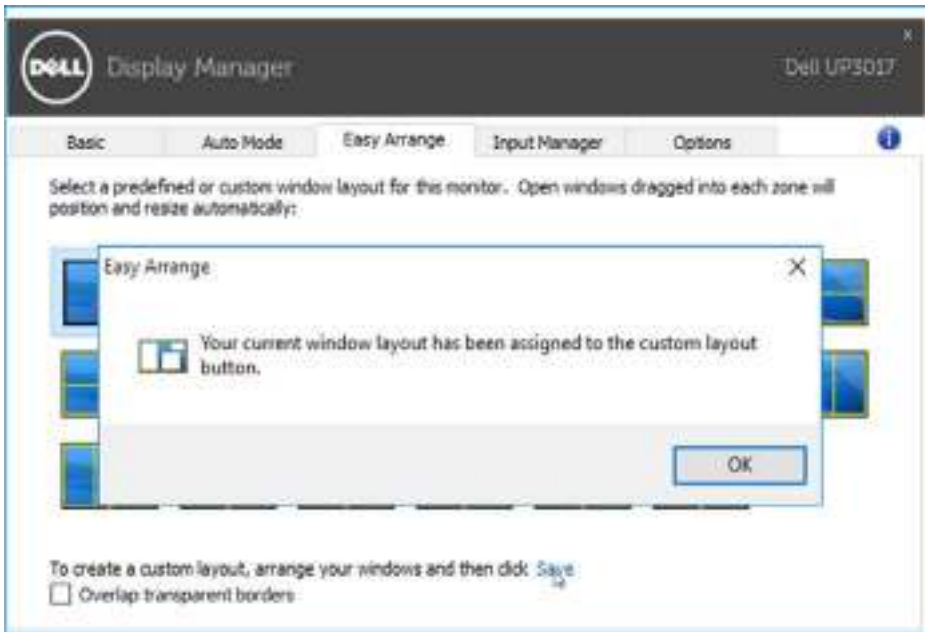 x
DELL Display Manager Dell UP3017
Basic Auto Mode Easy Arrange Input Manager Options i
Select a predefined or custom window layout for this monitor. Open windows dragged into each zone will
position and resize automatically:
Easy Arrange
Your current window layout has been assigned to the custom layout
button.
OK
To create a custom layout, arrange your windows and then click Save
Overlap transparent borders